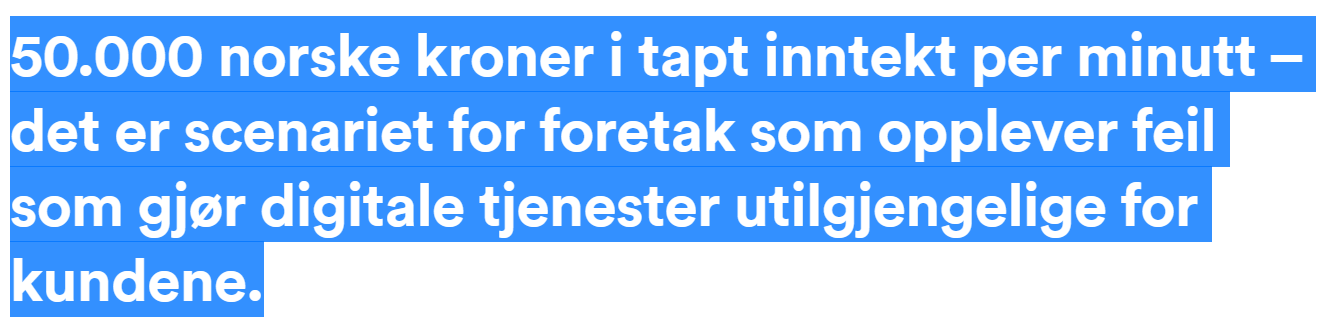 50.000 norske kroner i tapt inntekt per minutt –
det er scenariet for foretak som opplever feil
som gjør digitale tjenester utilgjengelige for
kundene.